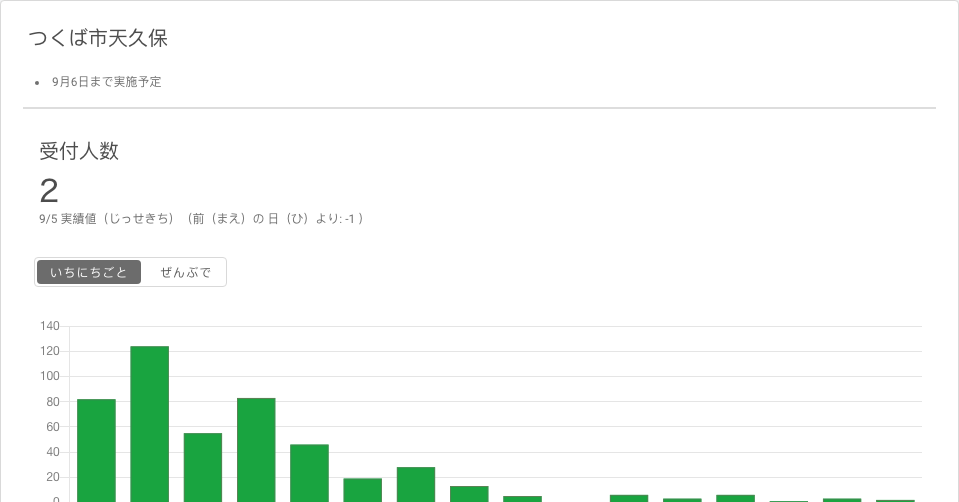 つくば市天久保
• 9月6日まで実施予定
受付人数
2
9/5 実績値（じっせきち）（前（まえ）の 日（ひ）より: -1 ）
いちにちごと ぜんぶで
140
120
100
80
60
40
20
0